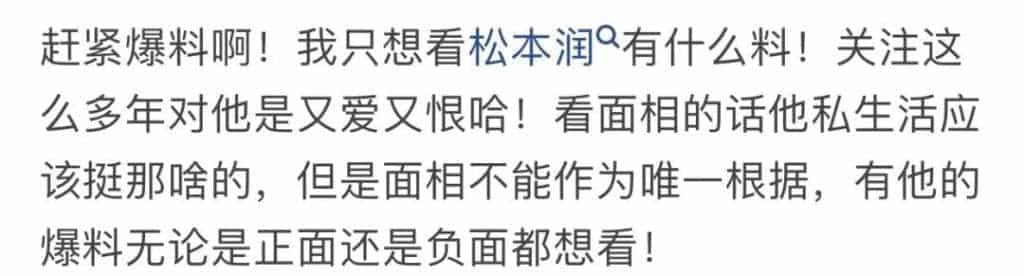 赶紧爆料啊！我只想看松本润有什么料！关注这
么多年对他是又爱又恨哈！看面相的话他私生活应
该挺那啥的，但是面相不能作为唯一根据，有他的
爆料无论是正面还是负面都想看！